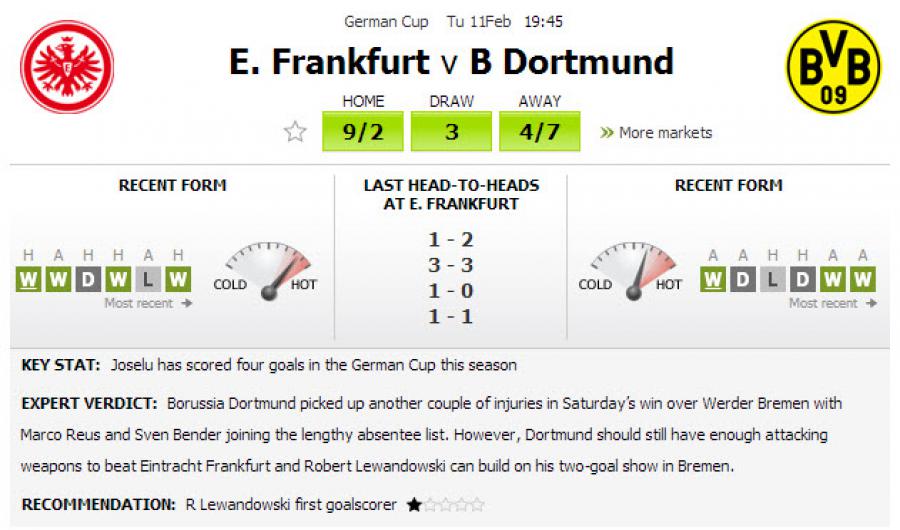 German Cup Tu 11Feb 19:45
E. Frankfurt v B Dortmund
F
BVB
09
HOME DRAW AWAY
9/2 3 4/7 » More markets
RECENT FORM
LAST HEAD-TO-HEADS
AT E. FRANKFURT
RECENT FORM
H A H H A H
W W D W L W
Most recent →
COLD HOT
1 - 2
3 - 3
1 - 0
1 - 1
COLD HOT
A A H H A A
W D L D W W
Most recent →
KEY STAT: Joselu has scored four goals in the German Cup this season
EXPERT VERDICT: Borussia Dortmund picked up another couple of injuries in Saturday's win over Werder Bremen with
Marco Reus and Sven Bender joining the lengthy absentee list. However, Dortmund should still have enough attacking
weapons to beat Eintracht Frankfurt and Robert Lewandowski can build on his two-goal show in Bremen.
RECOMMENDATION: R Lewandowski first goalscorer